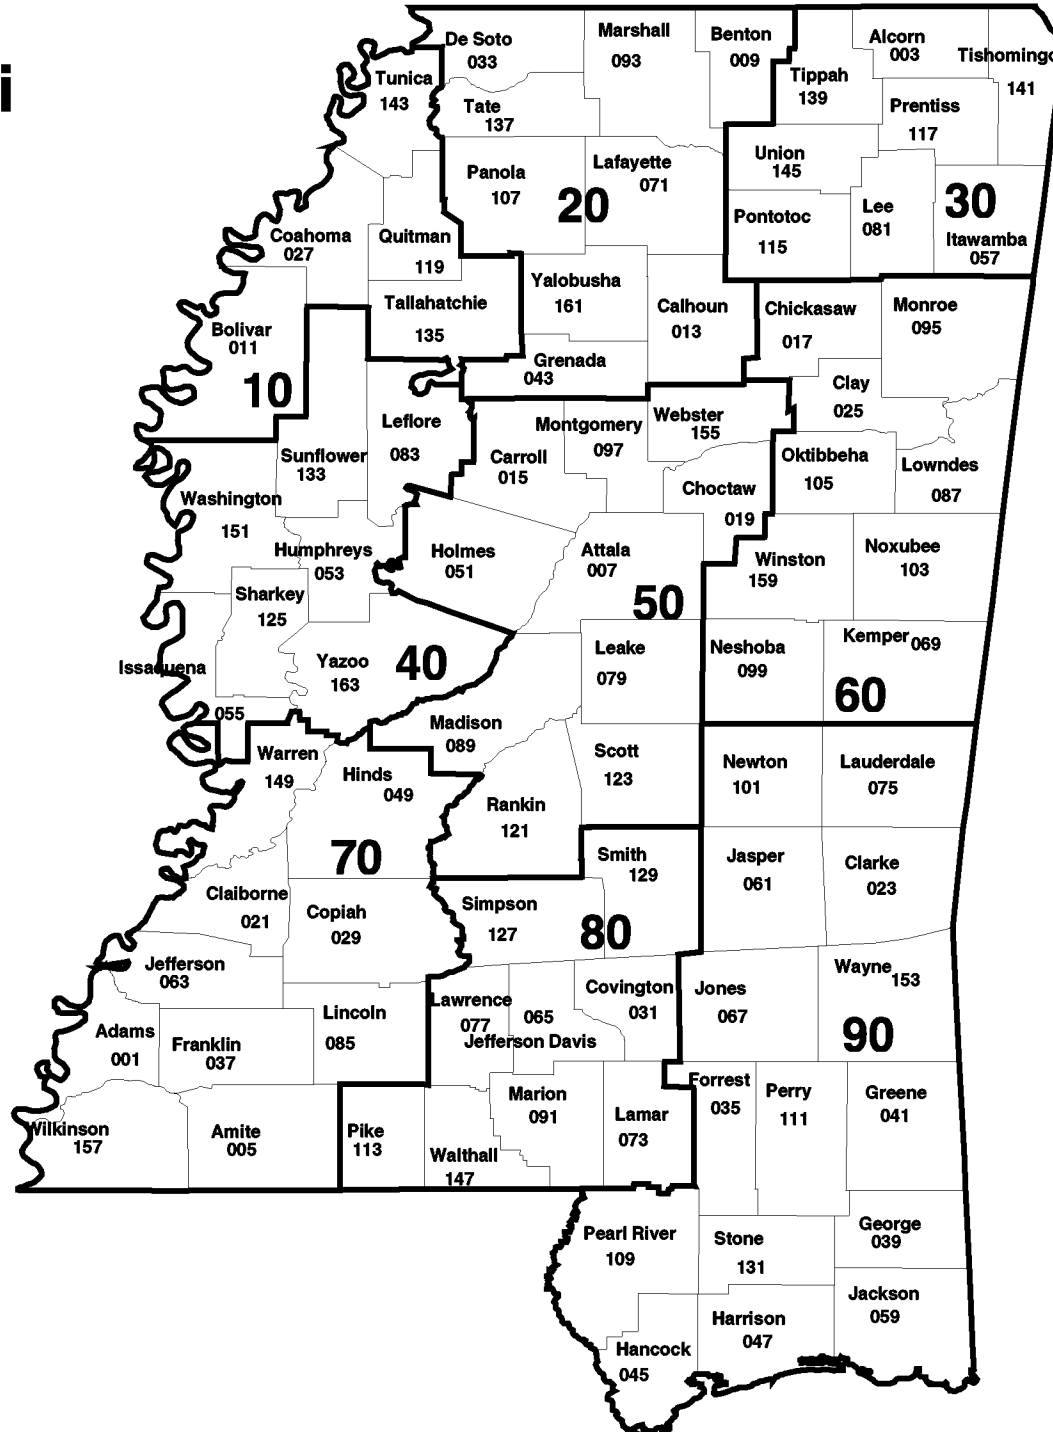 i
De Soto
033
Marshall
093
Benton
009
Alcorn
003
Tishomingo
141
Tippah
139
Tunica
143
Tate
137
Prentiss
117
Union
145
Panola
107
Lafayette
071
20
30
Lee
081
Pontotoc
115
Itawamba
057
Coahoma
027
Quitman
119
Yalobusha
161
Calhoun
013
Chickasaw
017
Monroe
095
Tallahatchie
135
Bolivar
011
10
Grenada
043
Clay
025
Leflore
083
Montgomery
097
Webster
155
Sunflower
133
Carroll
015
Oktibbeha
105
Lowndes
087
Washington
151
Choctaw
019
Humphreys
053
Holmes
051
Attala
007
Winston
159
Noxubee
103
Sharkey
125
50
Issaquena
055
Yazoo
163
40
Leake
079
Neshoba
099
Kemper
069
60
Madison
089
Warren
149
Hinds
049
Scott
123
Newton
101
Lauderdale
075
Rankin
121
70
Smith
129
Jasper
061
Clarke
023
Claiborne
021
Copiah
029
Simpson
127
80
Jefferson
063
Wayne
153
Lawrence
077
065
Jefferson Davis
Covington
031
Jones
067
Adams
001
Franklin
037
Lincoln
085
90
Marion
091
Lamar
073
Forrest
035
Perry
111
Greene
041
Wilkinson
157
Amite
005
Pike
113
Walthall
147
Pearl River
109
Stone
131
George
039
Jackson
059
Harrison
047
Hancock
045